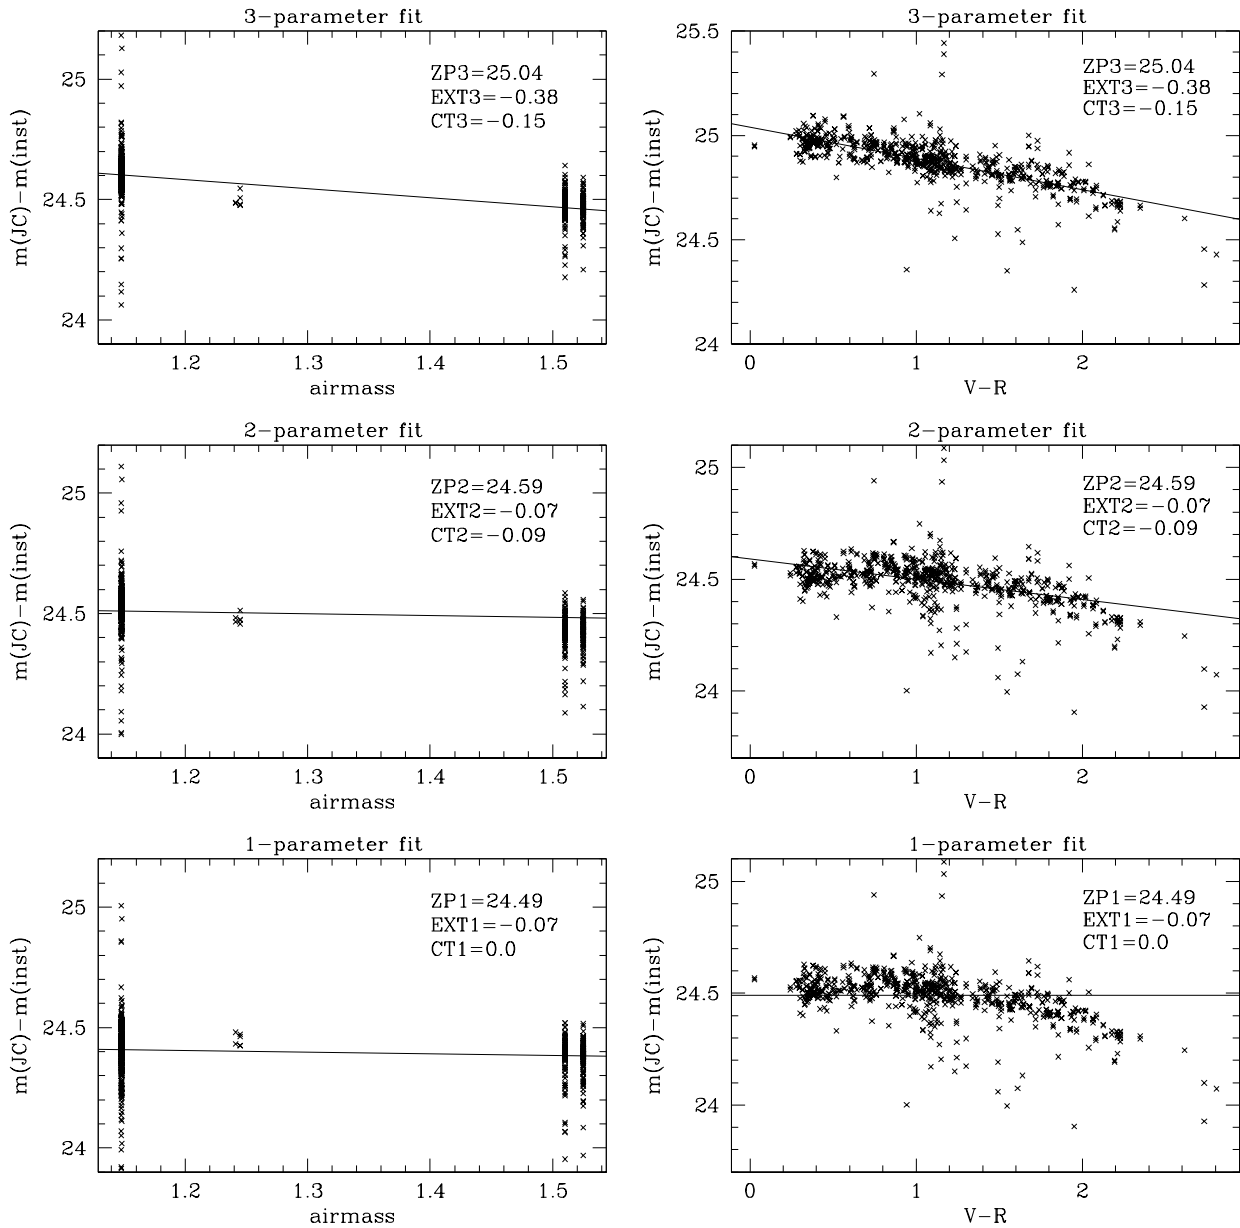 3-parameter fit
ZP3=25.04
EXT3=-0.38
CT3=-0.15
25
24.5
24
m(JC)-m(inst)
1.2 1.3 1.4 1.5
airmass
3-parameter fit
ZP3=25.04
EXT3=-0.38
CT3=-0.15
25.5
25
24.5
24
m(JC)-m(inst)
0 1 2
V-R
2-parameter fit
ZP2=24.59
EXT2=-0.07
CT2=-0.09
25
24.5
24
m(JC)-m(inst)
1.2 1.3 1.4 1.5
airmass
2-parameter fit
ZP2=24.59
EXT2=-0.07
CT2=-0.09
25
24.5
24
m(JC)-m(inst)
0 1 2
V-R
1-parameter fit
ZP1=24.49
EXT1=-0.07
CT1=0.0
25
24.5
24
m(JC)-m(inst)
1.2 1.3 1.4 1.5
airmass
1-parameter fit
ZP1=24.49
EXT1=-0.07
CT1=0.0
25
24.5
24
m(JC)-m(inst)
0 1 2
V-R